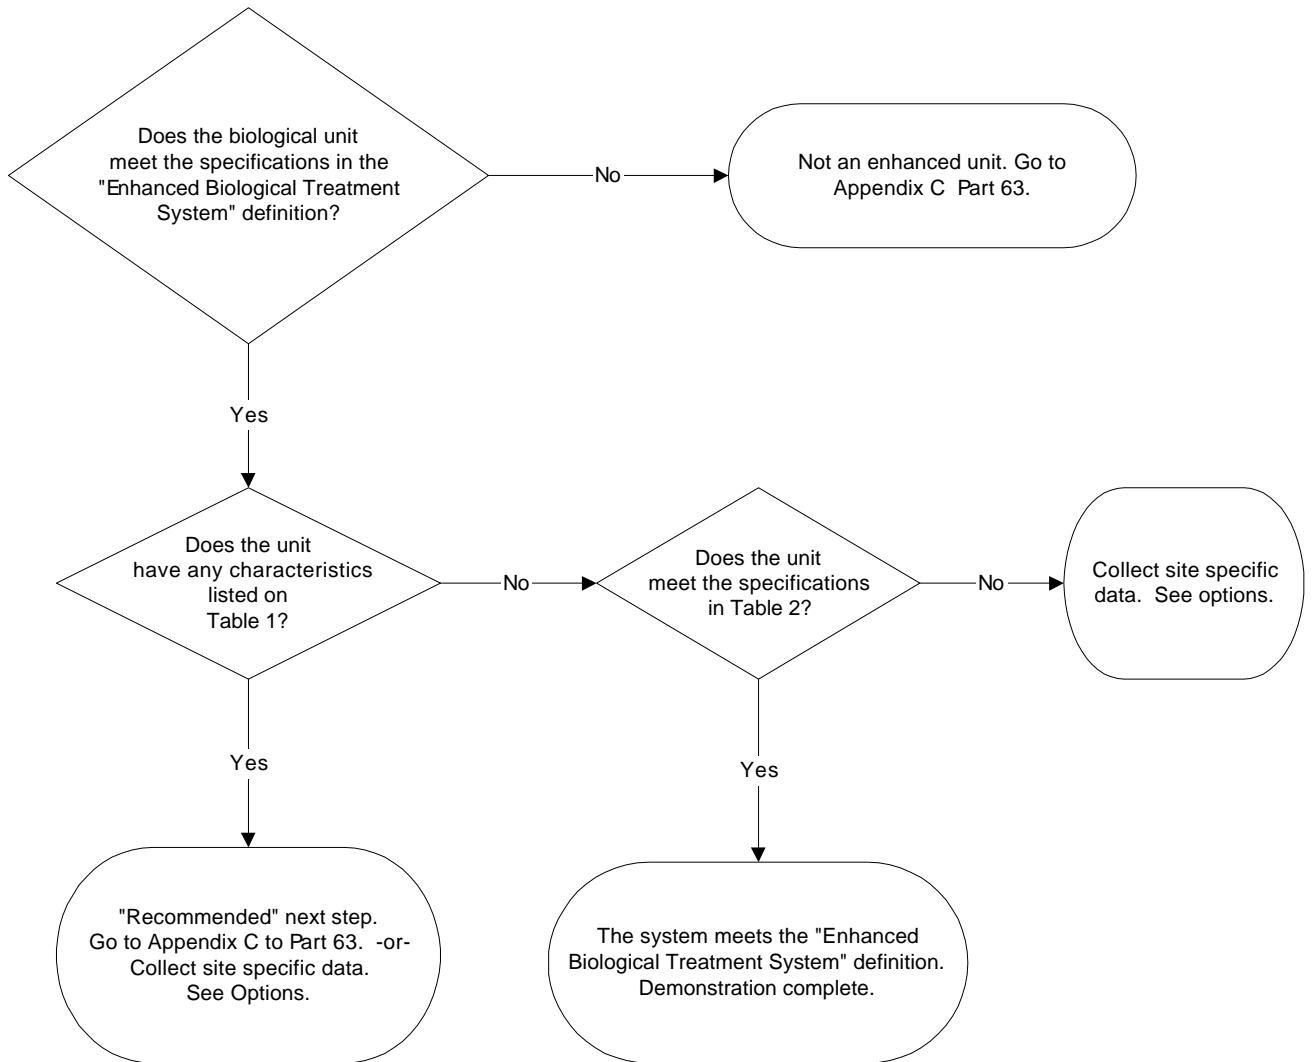 Does the biological unit
meet the specifications in the
"Enhanced Biological Treatment
System" definition?
No
Not an enhanced unit. Go to
Appendix C Part 63.
Yes
Does the unit
have any characteristics
listed on
Table 1?
No
Does the unit
meet the specifications
in Table 2?
No
Collect site specific
data. See options.
Yes
Yes
"Recommended" next step.
Go to Appendix C to Part 63. -or-
Collect site specific data.
See Options.
The system meets the "Enhanced
Biological Treatment System" definition.
Demonstration complete.